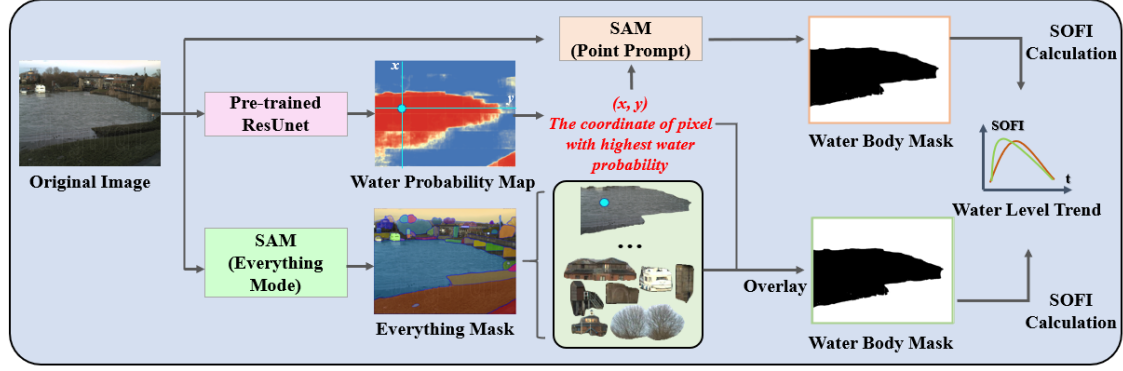 Original Image
Pre-trained
ResUnet
SAM
(Everything
Mode)
x
y
Water Probability Map
Everything Mask
SAM
(Point Prompt)
(x, y)
The coordinate of pixel
with highest water
probability
...
Overlay
Water Body Mask
Water Body Mask
SOFI
Calculation
SOFI
t
Water Level Trend
SOFI
Calculation